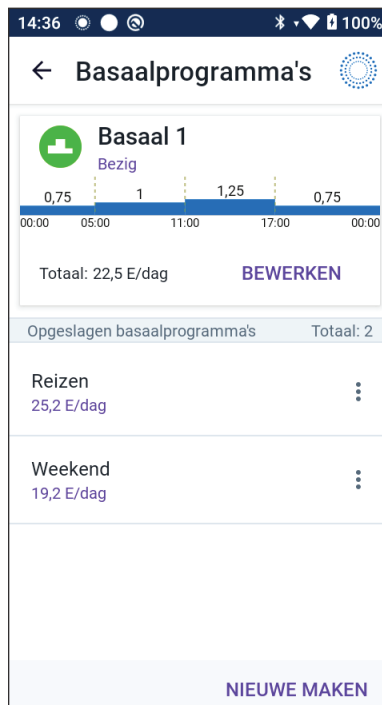 14:36 100%
Basaalprogramma's
Basaal 1
Bezig
0,75 1 1,25 0,75
00:00 05:00 11:00 17:00 00:00
Totaal: 22,5 E/dag BEWERKEN
Opgeslagen basaalprogramma's Totaal: 2
Reizen
25,2 E/dag
Weekend
19,2 E/dag
NIEUWE MAKEN